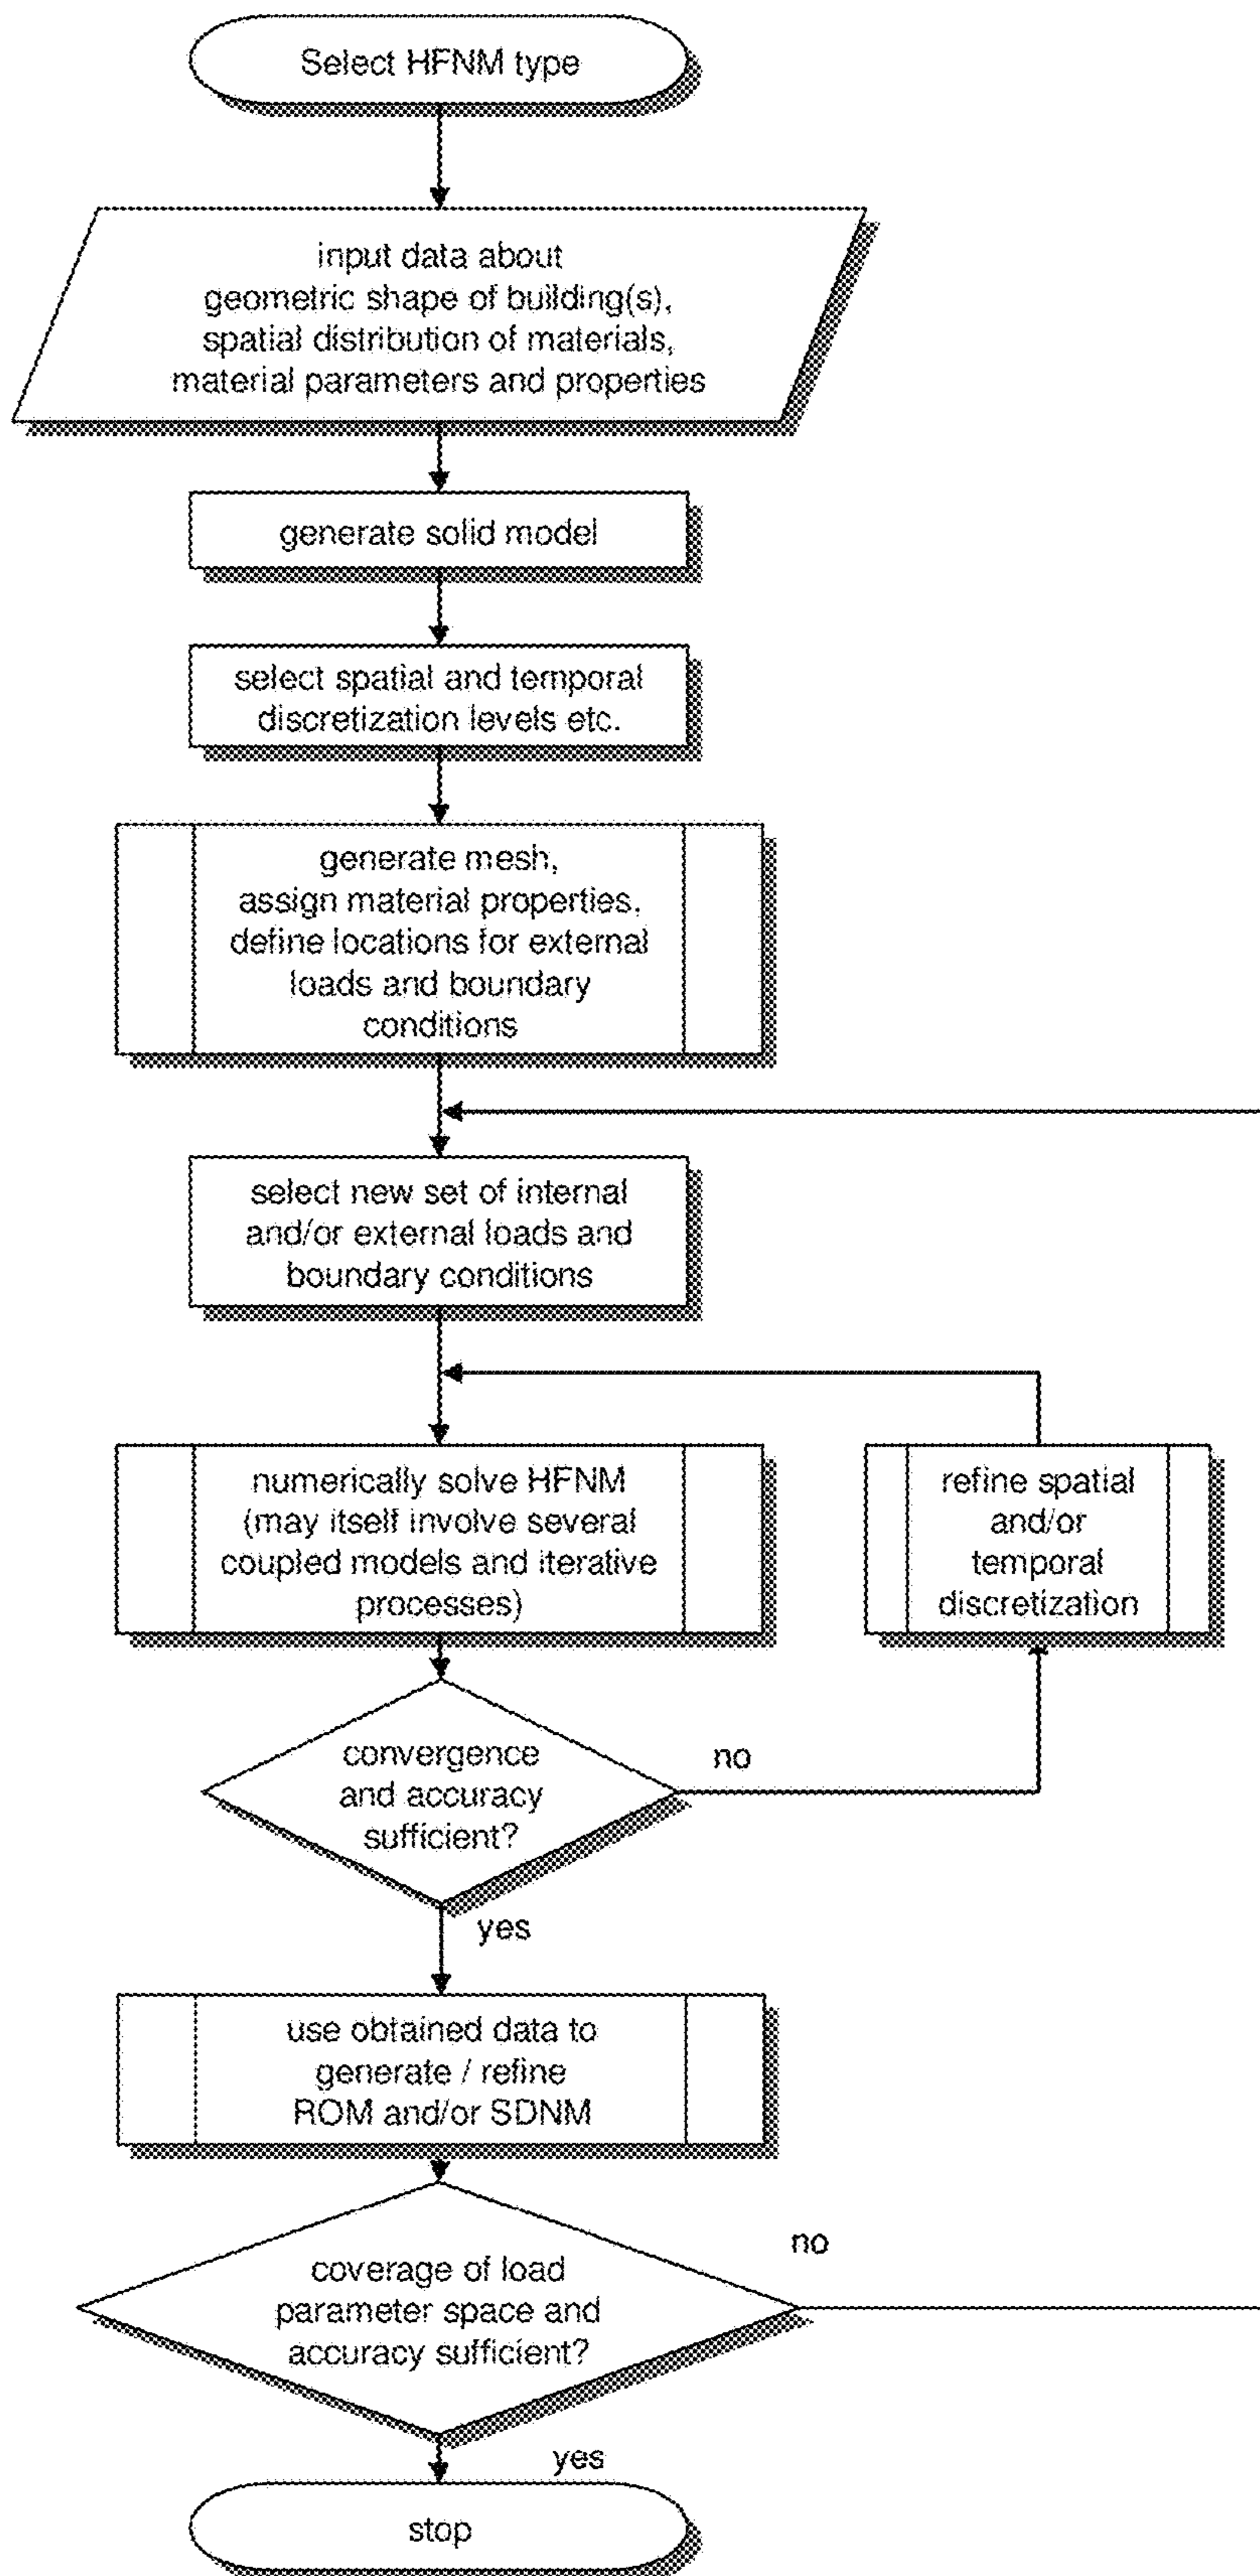 Select HFNM type
input data about
geometric shape of building(s),
spatial distribution of materials,
material parameters and properties
generate solid model
select spatial and temporal
discretization levels etc.
generate mesh,
assign material properties,
define locations for external
loads and boundary
conditions
select new set of internal
and/or external loads and
boundary conditions
numerically solve HFNM
(may itself involve several
coupled models and iterative
processes)
refine spatial
and/or
temporal
discretization
convergence
and accuracy
sufficient?
no
yes
use obtained data to
generate / refine
ROM and/or SDNM
no
coverage of load
parameter space and
accuracy sufficient?
yes
stop